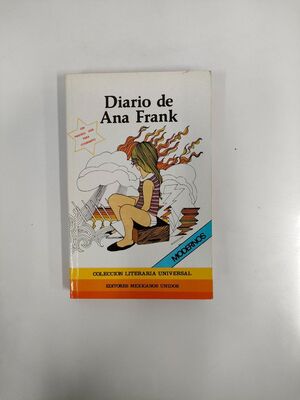 Diario de
Ana Frank
MODERNOS
COLECCION LITERARIA UNIVERSAL
EDITORES MEXICANOS UNIDOS